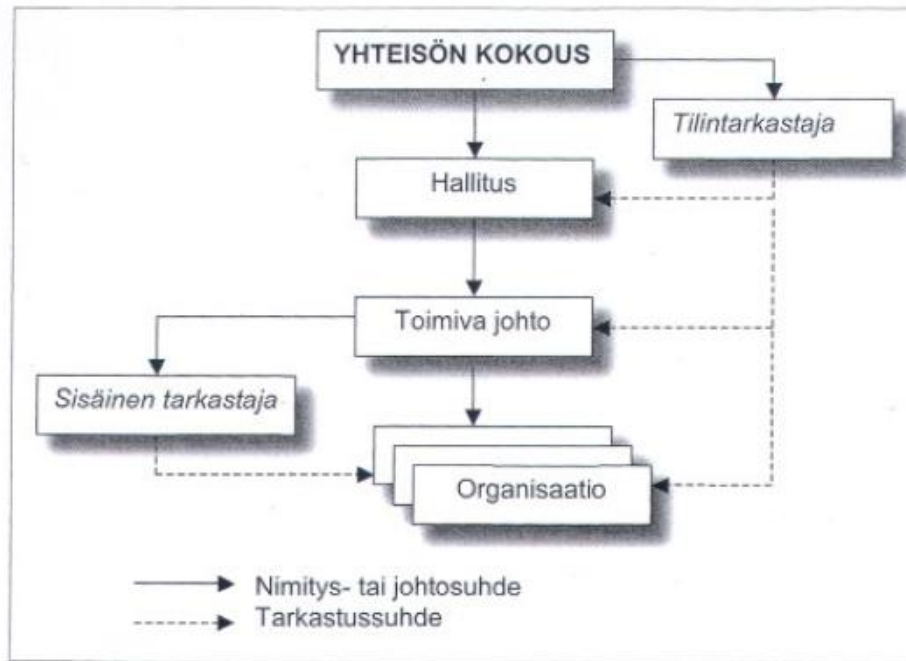 YHTEISÖN KOKOUS
Tilintarkastaja
Hallitus
Toimiva johto
Sisäinen tarkastaja
Organisaatio
Nimitys- tai johtosuhde
Tarkastussuhde